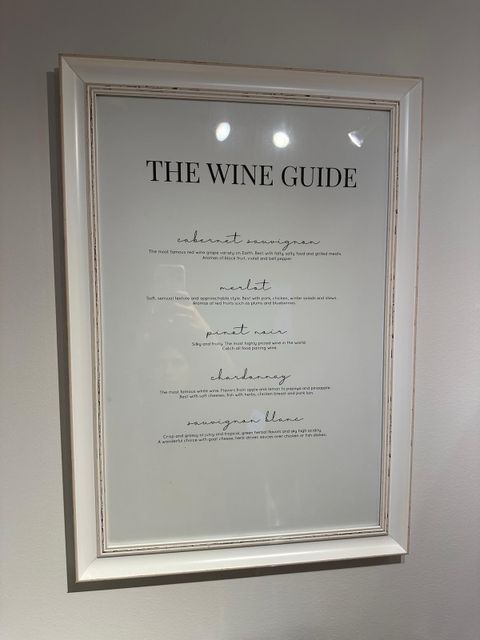 THE WINE GUIDE
cabernet sauvignon
The most famous red wine grape variety on Earth. Best with fatty, salty food and grilled meats.
Aromas of black fruit, violet and bell pepper.
merlot
Soft, sensual texture and approachable style. Best with pork, chicken, winter salads and stews.
Aromas of red fruits such as plums and blueberries.
pinot noir
Silky and fruity. The most highly prized wine in the world.
Catch-all food pairing wine.
chardonnay
The most famous white wine. Flavors from apple and lemon to papaya and pineapple.
Best with soft cheeses, fish with herbs, chicken breast and pork loin.
sauvignon blanc
Crisp and grassy or juicy and tropical, green herbal flavors and sky high acidity.
A wonderful choice with goat cheese, herb driven sauces over chicken or fish dishes.